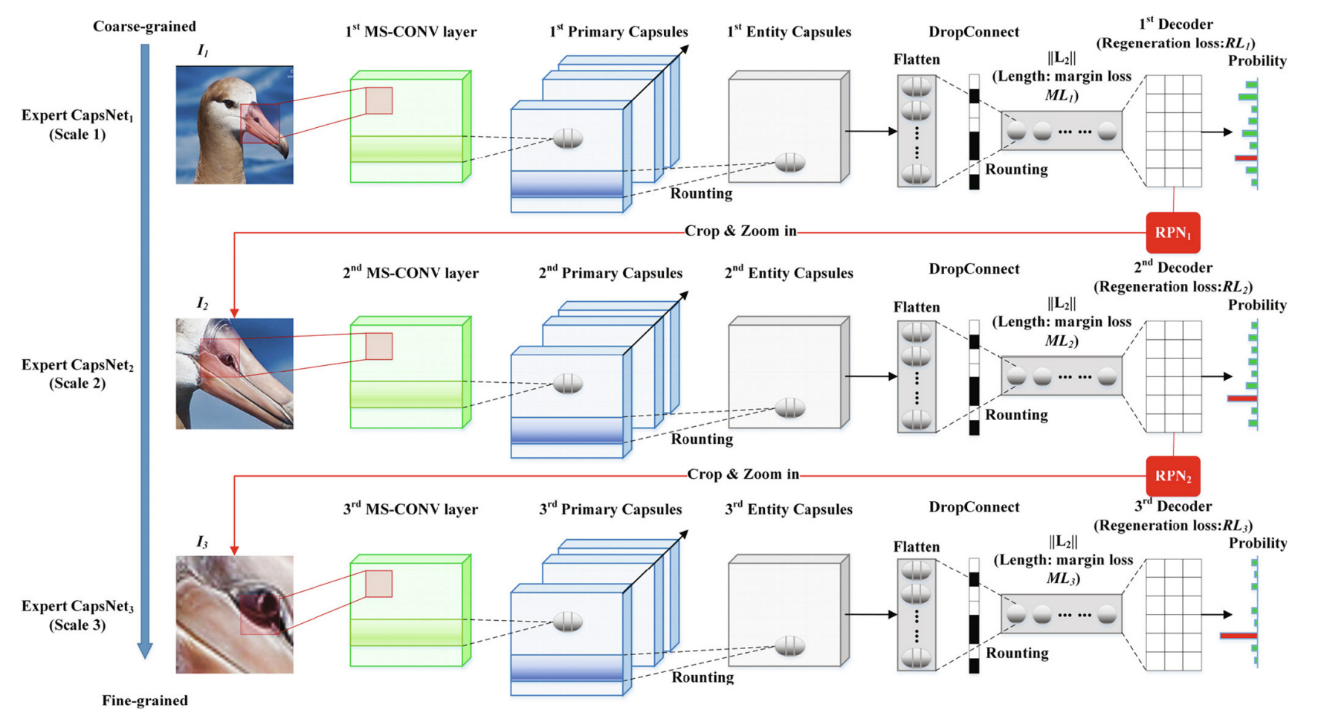 Coarse-grained
I1
1st MS-CONV layer
1st Primary Capsules
1st Entity Capsules
DropConnect
1st Decoder
(Regeneration loss:RL1)
Flatten
||L2||
(Length: margin loss
ML1)
Probility
Expert CapsNet1
(Scale 1)
Rounting
Rounting
Crop & Zoom in
RPN1
I2
2nd MS-CONV layer
2nd Primary Capsules
2nd Entity Capsules
DropConnect
2nd Decoder
(Regeneration loss:RL2)
Flatten
||L2||
(Length: margin loss
ML2)
Probility
Expert CapsNet2
(Scale 2)
Rounting
Rounting
Crop & Zoom in
RPN2
I3
3rd MS-CONV layer
3rd Primary Capsules
3rd Entity Capsules
DropConnect
3rd Decoder
(Regeneration loss:RL3)
Flatten
||L2||
(Length: margin loss
ML3)
Probility
Expert CapsNet3
(Scale 3)
Rounting
Rounting
Fine-grained